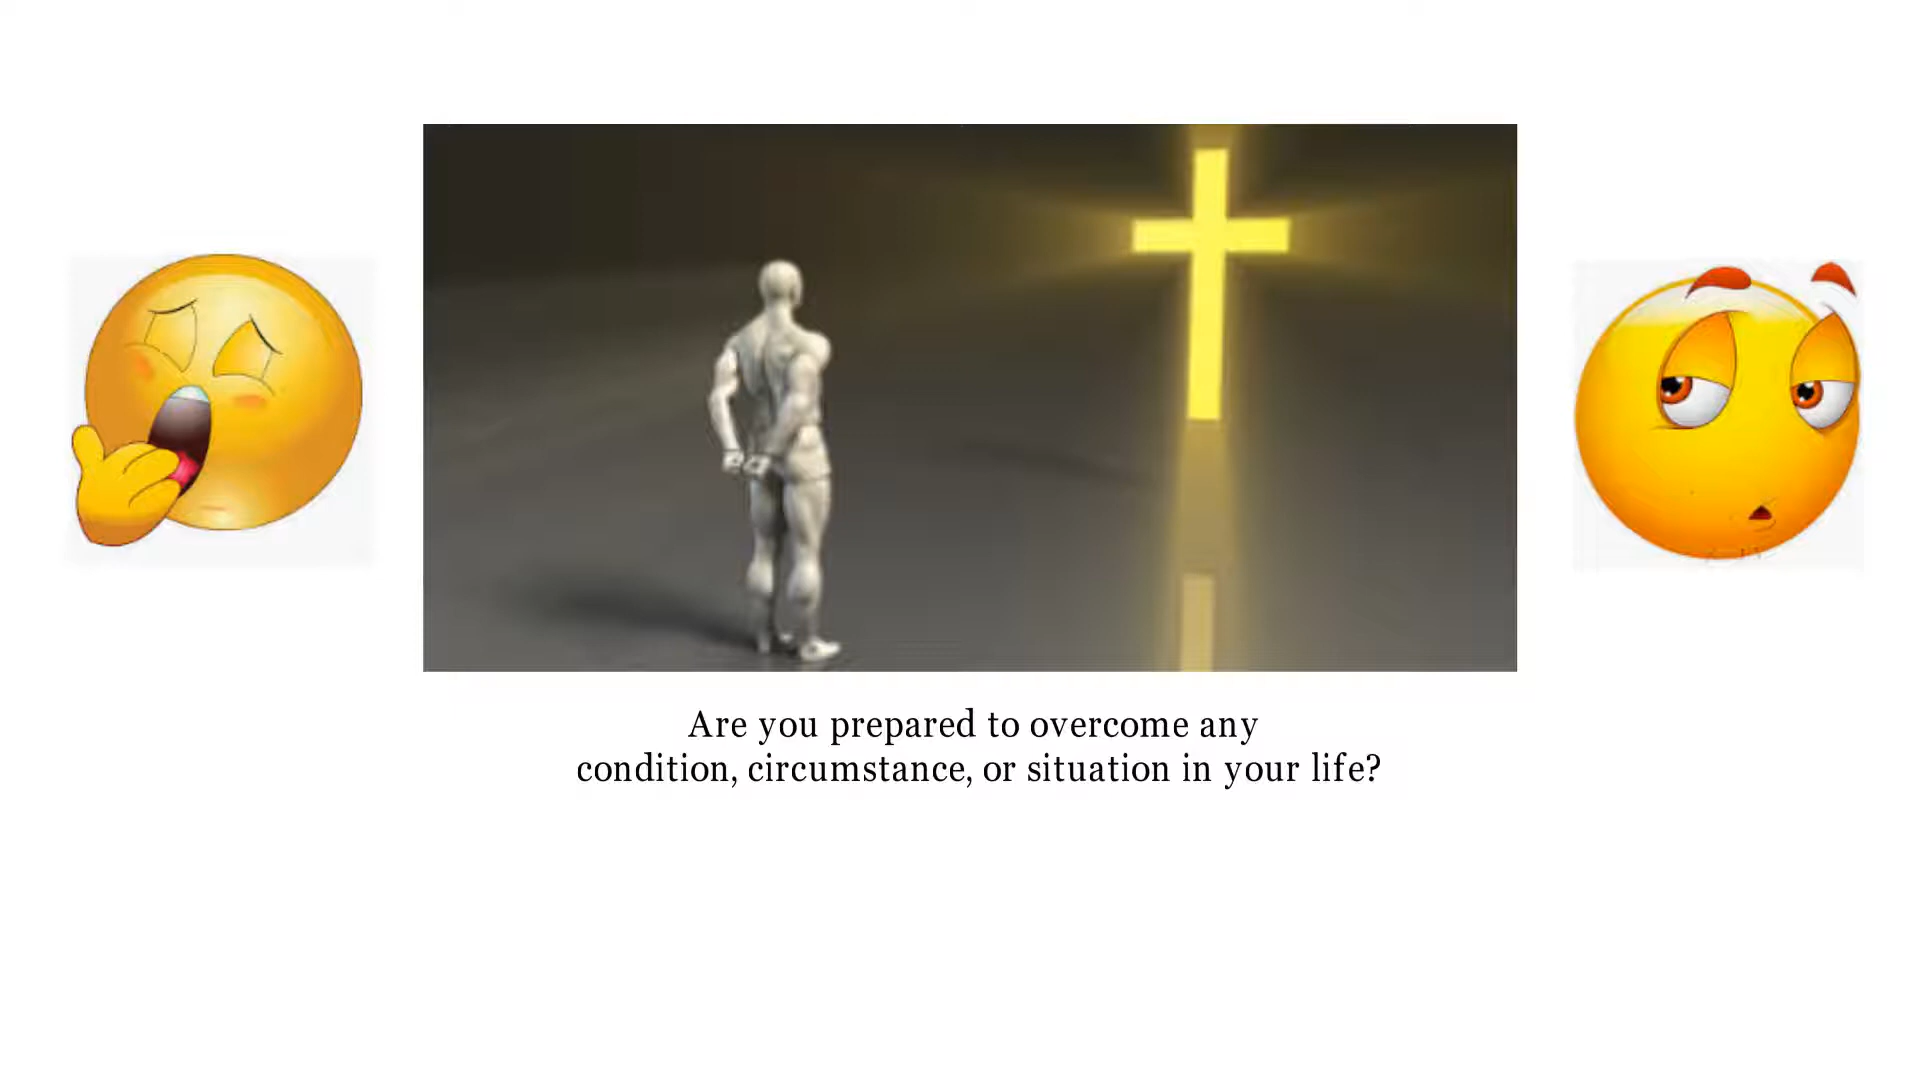 Are you prepared to overcome any
condition, circumstance, or situation in your life?